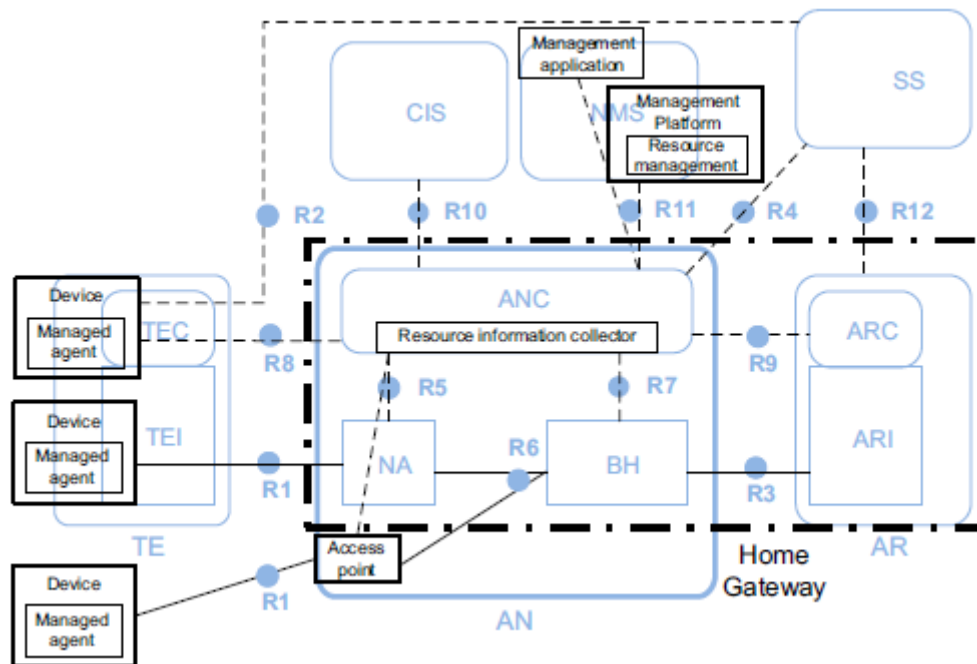 Management
application
SS
CIS
NMS
Management
Platform
Resource
management
R2
R10
R11
R4
R12
Device
Managed
agent
TEC
ANC
ARC
Resource information collector
R8
R9
R5
R7
Device
Managed
agent
TEI
NA
R6
BH
ARI
R1
R3
TE
Access
point
Home
Gateway
AR
Device
Managed
agent
R1
AN